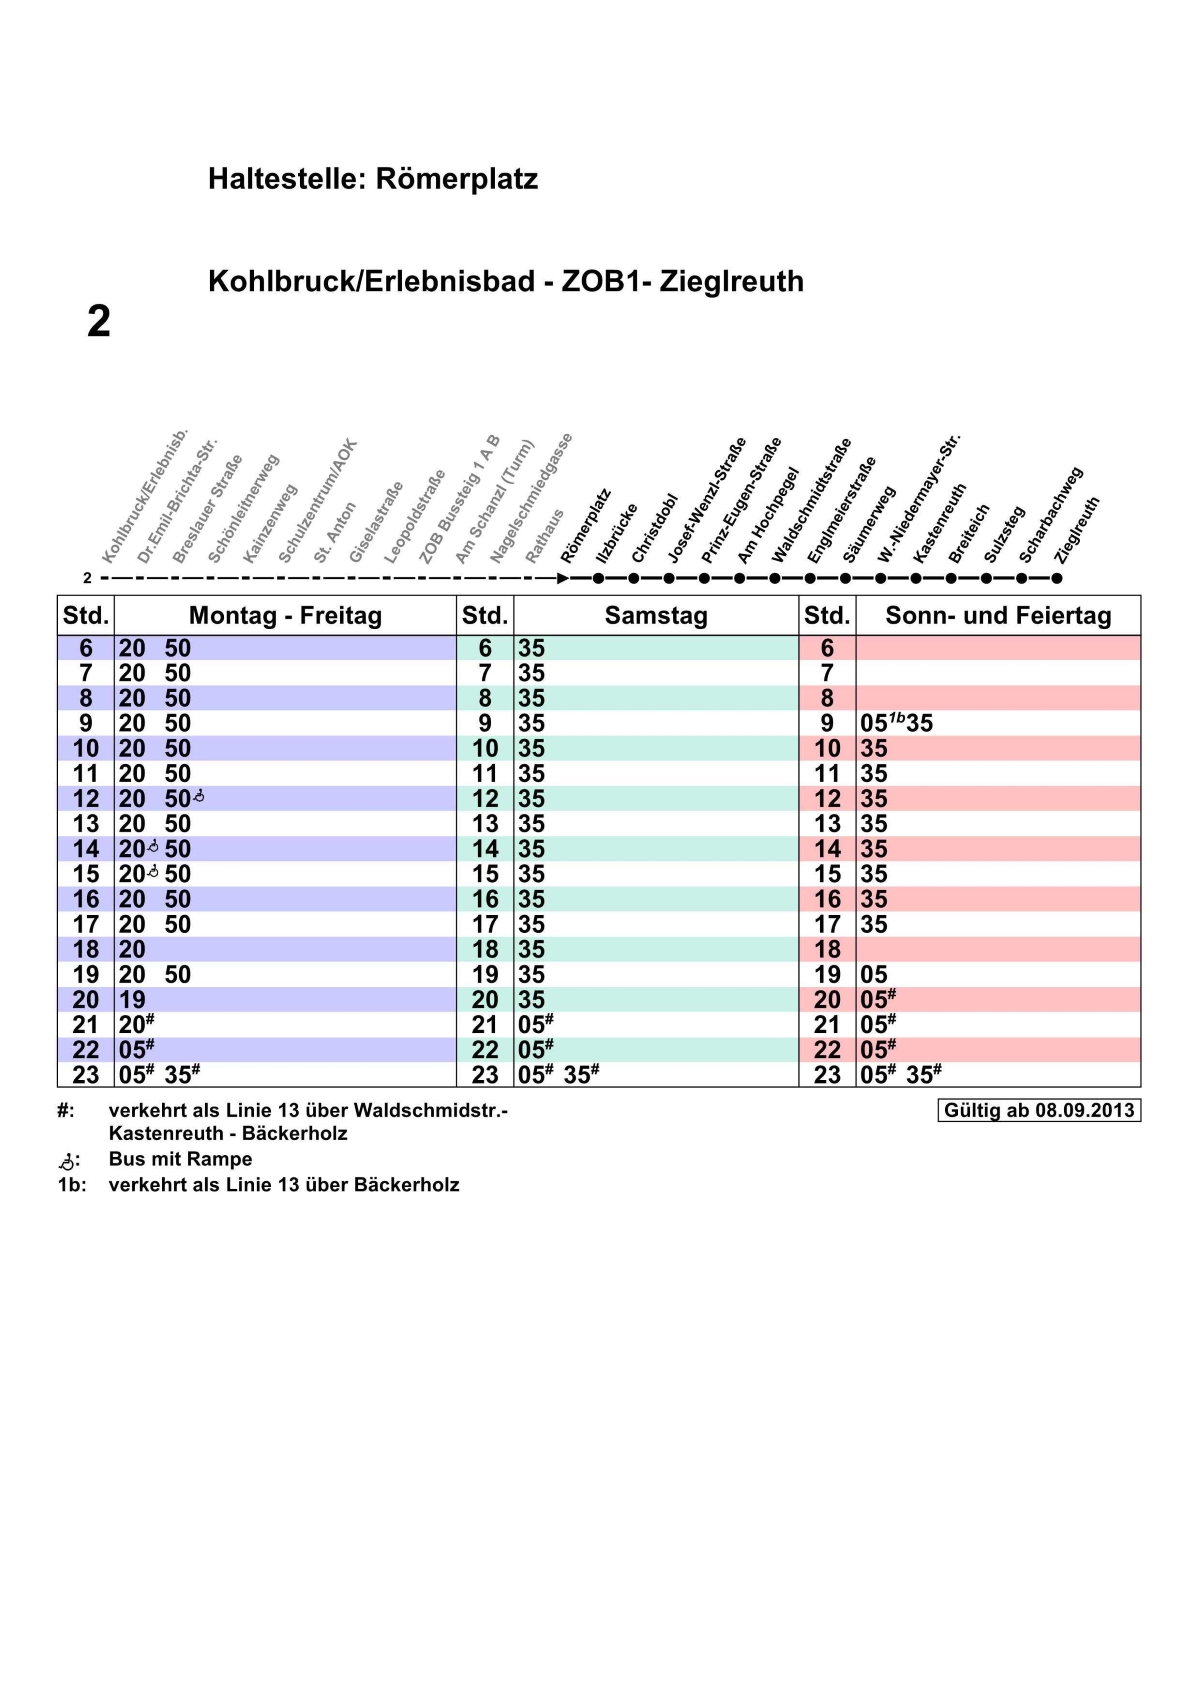 Haltestelle: Römerplatz
Kohlbruck/Erlebnisbad - ZOB1- Zieglreuth
2
Kohlbruck/Erlebnisb.
Dr.Emil-Brichta-Str.
Breslauer Straße
Schönleitnerweg
Kainzenweg
Schulzentrum/AOK
St. Anton
Giselastraße
Leopoldstraße
ZOB Bussteig 1 A B
Am Schanzl (Turm)
Nagelschmiedgasse
Rathaus
Römerplatz
Ilzbrücke
Christdobl
Josef-Wenzl-Straße
Prinz-Eugen-Straße
Am Hochpegel
Waldschmidtstraße
Englmeierstraße
Säumerweg
W.-Niedermayer-Str.
Kastenreuth
Breiteich
Sulzsteg
Scharbachweg
Zieglreuth
2
Std. Montag - Freitag Std. Samstag Std. Sonn- und Feiertag
6 20 50 6 35 6
7 20 50 7 35 7
8 20 50 8 35 8
9 20 50 9 35 9 05 1b 35
10 20 50 10 35 10 35
11 20 50 11 35 11 35
12 20 50 12 35 12 35
13 20 50 13 35 13 35
14 20 50 14 35 14 35
15 20 50 15 35 15 35
16 20 50 16 35 16 35
17 20 50 17 35 17 35
18 20 18 35 18
19 20 50 19 35 19 05
20 19 20 35 20 05#
21 20# 21 05# 21 05#
22 05# 22 05# 22 05#
23 05# 35# 23 05# 35# 23 05# 35#
#: verkehrt als Linie 13 über Waldschmidstr.- Gültig ab 08.09.2013
Kastenreuth - Bäckerholz
: Bus mit Rampe
1b: verkehrt als Linie 13 über Bäckerholz